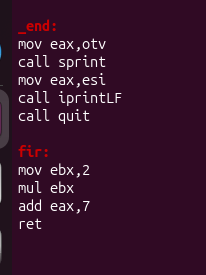 _end:
mov eax,otv
call sprint
mov eax,esi
call iprintLF
call quit
fir:
mov ebx,2
mul ebx
add eax,7
ret